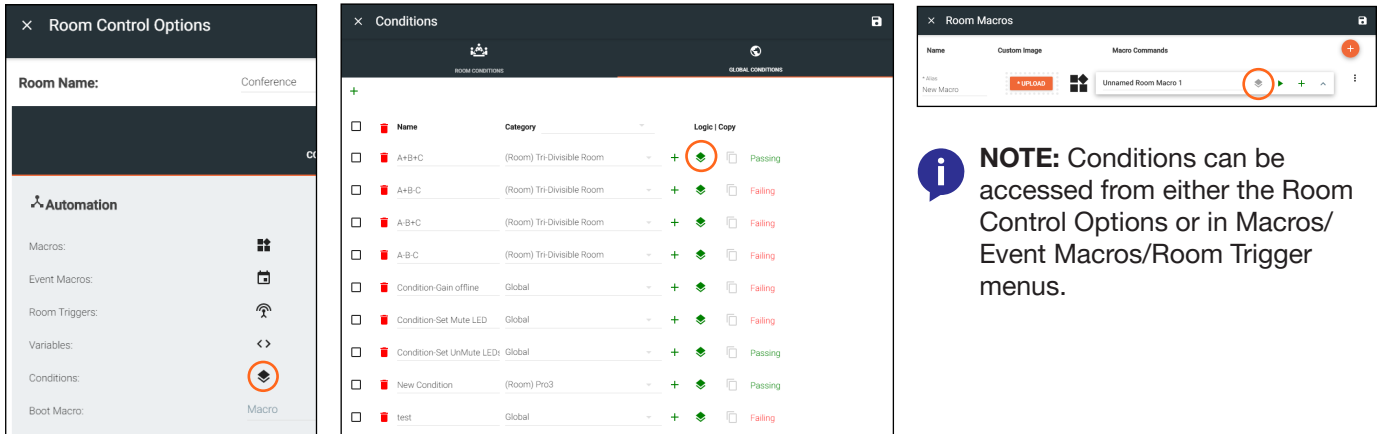 × Room Control Options
Room Name: Conference
CO
Automation
Macros:
Event Macros:
Room Triggers:
Variables:
Conditions:
Boot Macro: Macro
× Conditions
ROOM CONDITIONS GLOBAL CONDITIONS
+
Name Category Logic | Copy
A+B+C (Room) Tri-Divisible Room + Passing
A+B-C (Room) Tri-Divisible Room + Failing
A-B+C (Room) Tri-Divisible Room + Failing
A-B-C (Room) Tri-Divisible Room + Failing
Condition-Gain offline Global + Failing
Condition-Set Mute LED Global + Failing
Condition-Set UnMute LEDs Global + Passing
New Condition (Room) Pro3 + Passing
test Global + Failing
× Room Macros
Name Custom Image Macro Commands +
* Alias
New Macro * UPLOAD Unnamed Room Macro 1 +
i
NOTE: Conditions can be
accessed from either the Room
Control Options or in Macros/
Event Macros/Room Trigger
menus.